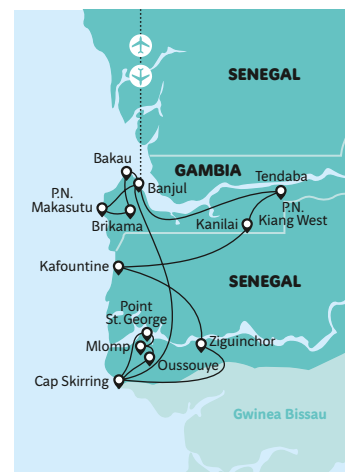 SENEGAL
Bakau
GAMBIA
Tendaba
Banjul
P.N.
Makasutu
P.N.
Kiang West
Brikama
Kanilai
Kafountine
SENEGAL
Point
St. George
Mlomp
Ziguinchor
Oussouye
Cap Skirring
Gwinea Bissau